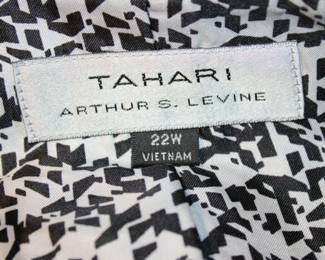 TAHARI
ARTHUR S. LEVINE
22W
VIETNAM